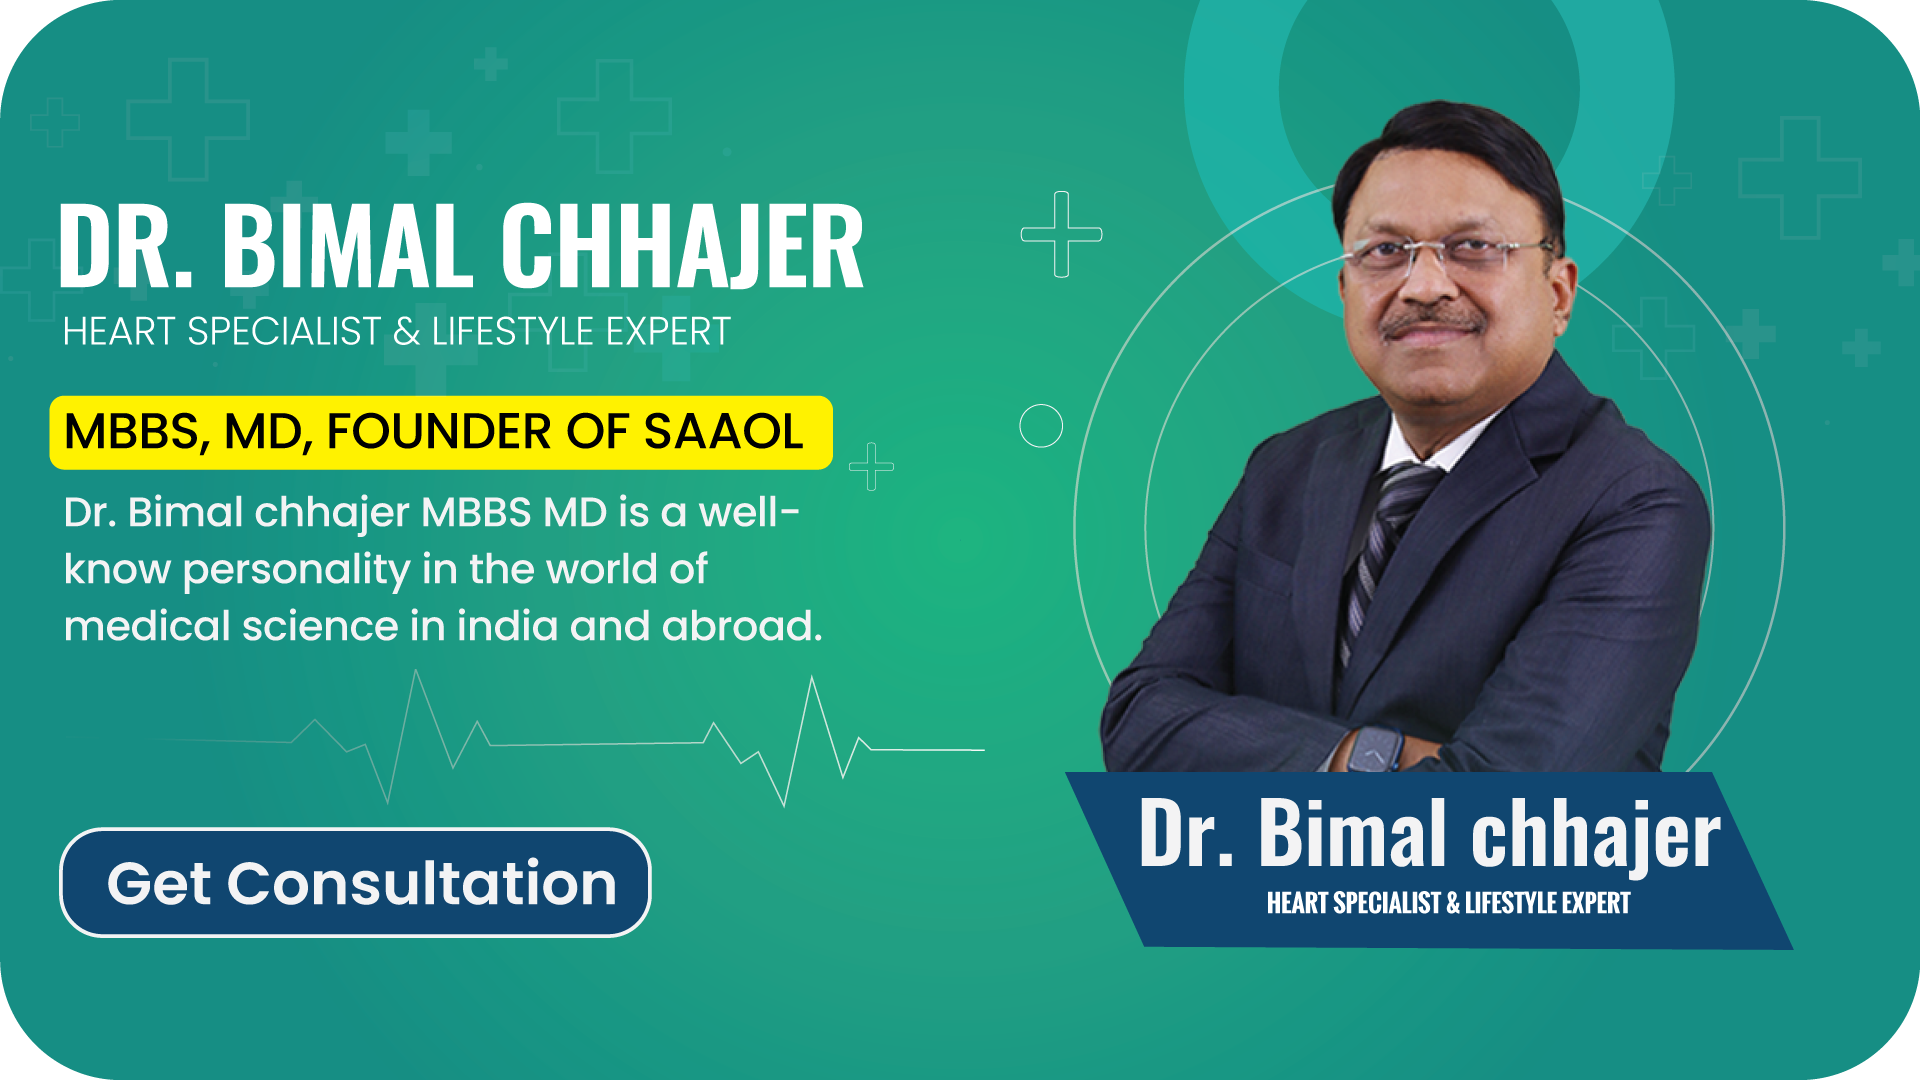 DR. BIMAL CHHAJER
HEART SPECIALIST & LIFESTYLE EXPERT
MBBS, MD, FOUNDER OF SAAOL
Dr. Bimal chhajer MBBS MD is a well-
know personality in the world of
medical science in india and abroad.
Get Consultation
Dr. Bimal chhajer
HEART SPECIALIST & LIFESTYLE EXPERT